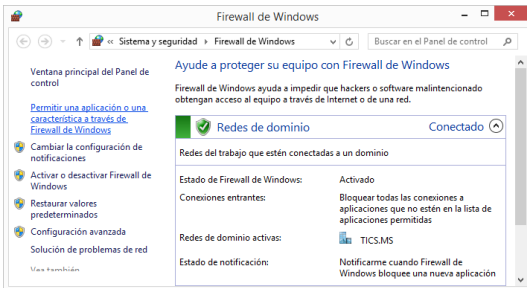 Firewall de Windows
« Sistema y seguridad ▸ Firewall de Windows
Buscar en el Panel de control
Ventana principal del Panel de
control
Permitir una aplicación o una
característica a través de
Firewall de Windows
Cambiar la configuración de
notificaciones
Activar o desactivar Firewall de
Windows
Restaurar valores
predeterminados
Configuración avanzada
Solución de problemas de red
Vea también
Ayude a proteger su equipo con Firewall de Windows
Firewall de Windows ayuda a impedir que hackers o software malintencionado
obtengan acceso al equipo a través de Internet o de una red.
Redes de dominio
Conectado
Redes del trabajo que estén conectadas a un dominio
Estado de Firewall de Windows:
Activado
Conexiones entrantes:
Bloquear todas las conexiones a
aplicaciones que no estén en la lista de
aplicaciones permitidas
Redes de dominio activas:
TICS.MS
Estado de notificación:
Notificarme cuando Firewall de
Windows bloquee una nueva aplicación